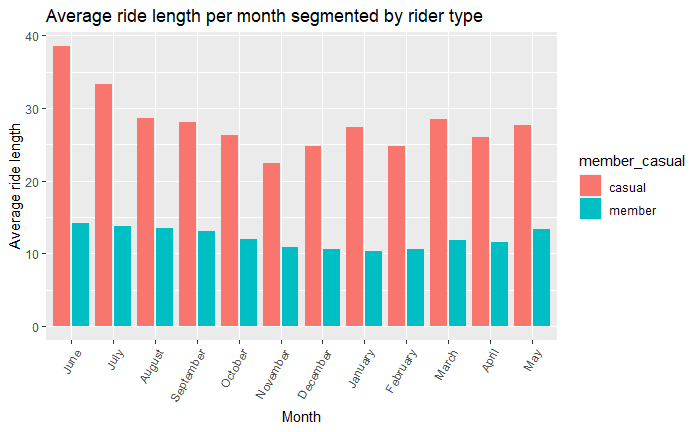 Average ride length per month segmented by rider type
Average ride length
40
30
20
10
0
June
July
August
September
October
November
December
January
February
March
April
May
Month
member_casual
casual
member